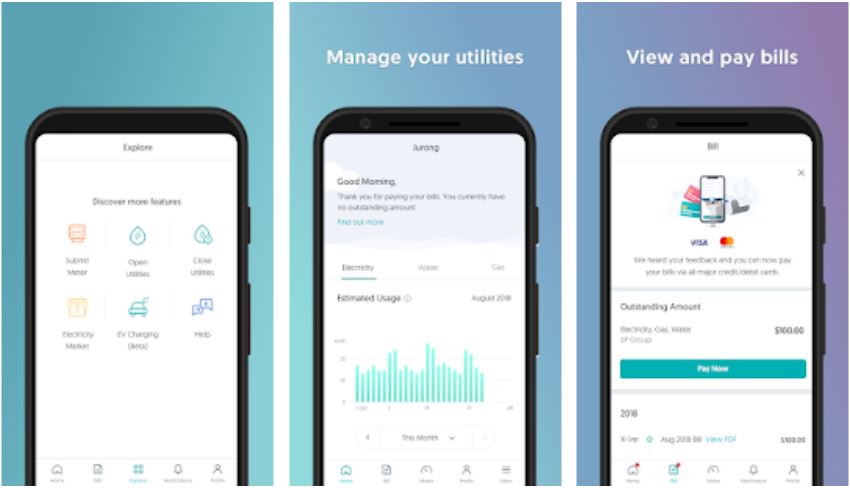 Explore
Discover more features
Submit
Meter
Open
Utilities
Close
Utilities
Electricity
Market
EV Charging
(Beta)
Help
Home
Bills
Explore
Notifications
Profile
Manage your utilities
Jurong
Good Morning,
Thank you for paying your bills. You currently have
no outstanding amount.
Find out more
Electricity
Water
Gas
Estimated Usage
August 2018
kWh
20
10
0
This Month
Home
Bill
Meter
Profile
More
View and pay bills
Bill
VISA
We heard your feedback and you can now pay
your bills via all major credit/debit cards.
Outstanding Amount
Electricity, Gas, Water
$100.00
SP Group
Pay Now
2018
16 Sep
Aug 2018 Bill
View PDF
$100.00
Home
Bill
Meter
Notification
Profile